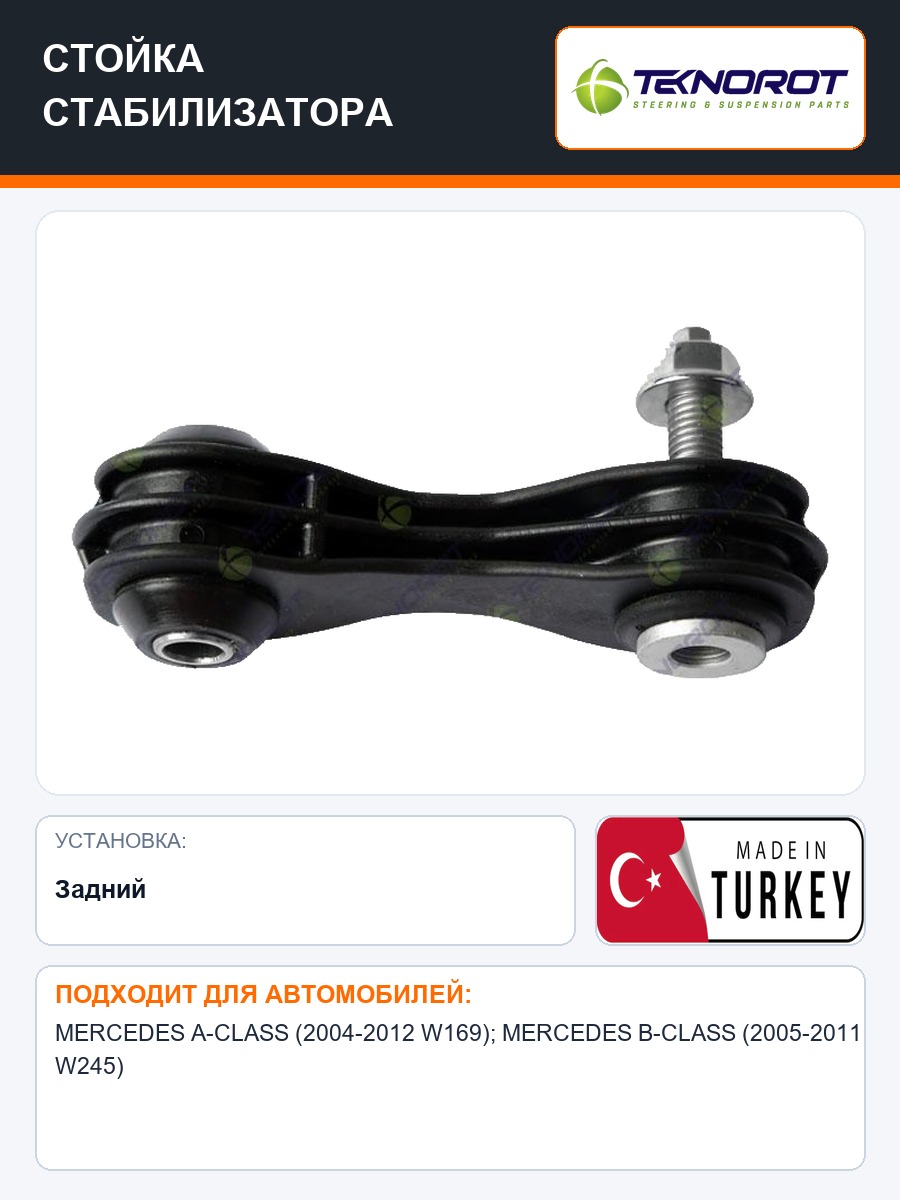 СТОЙКА
СТАБИЛИЗАТОРА
TEKNOROT
STEERING & SUSPENSION PARTS
УСТАНОВКА:
Задний
MADE IN
TURKEY
ПОДХОДИТ ДЛЯ АВТОМОБИЛЕЙ:
MERCEDES A-CLASS (2004-2012 W169); MERCEDES B-CLASS (2005-2011
W245)